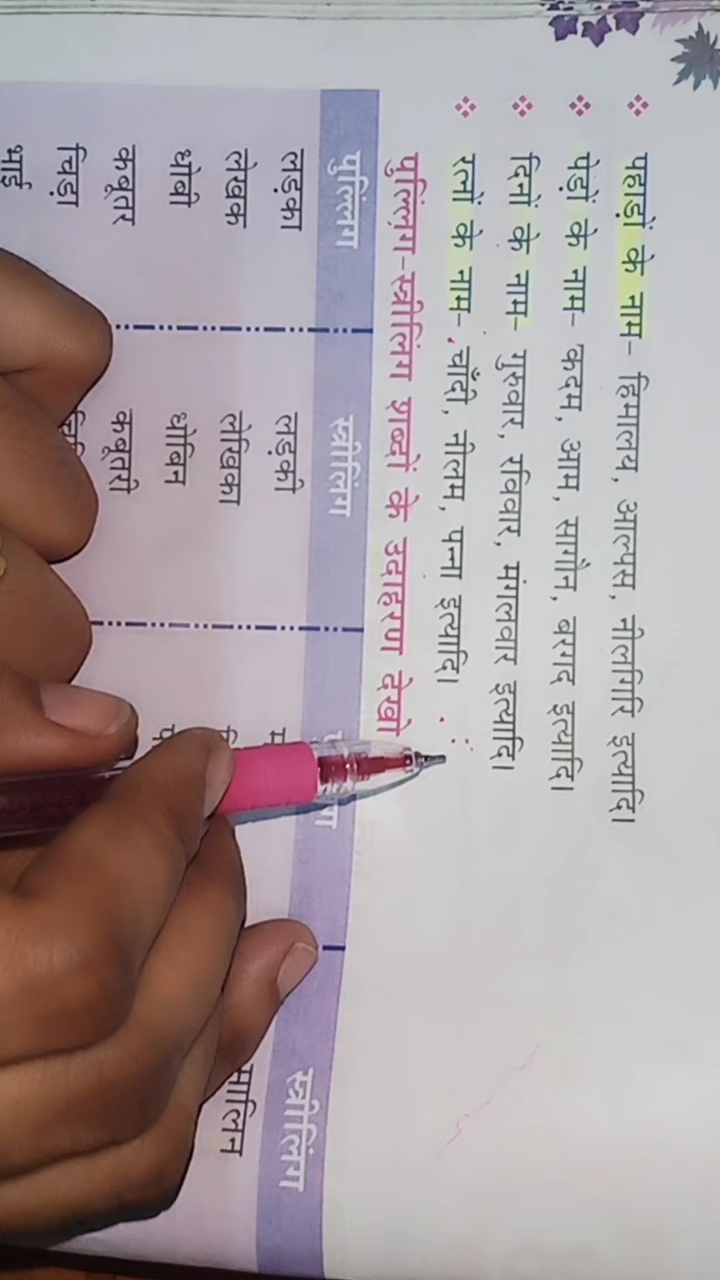 पहाड़ों के नाम- हिमालय, आल्पस, नीलगिरि इत्यादि।
पेड़ों के नाम- कदम, आम, सागौन, बरगद इत्यादि।
दिनों के नाम- गुरुवार, रविवार, मंगलवार इत्यादि।
रत्नों के नाम- चाँदी, नीलम, पन्ना इत्यादि।
पुल्लिंग-स्त्रीलिंग शब्दों के उदाहरण देखो
पुल्लिंग स्त्रीलिंग स्त्रीलिंग
लड़का लड़की मालिन
लेखक लेखिका
धोबी धोबिन
कबूतर कबूतरी
चिड़ा
भाई